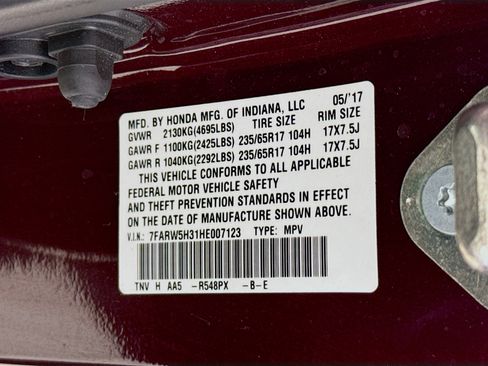 MFD. BY HONDA MFG. OF INDIANA, LLC 05/'17
GVWR 2130KG(4695LBS) TIRE SIZE RIM SIZE
GAWR F 1100KG(2425LBS) 235/65R17 104H 17X7.5J
GAWR R 1040KG(2292LBS) 235/65R17 104H 17X7.5J
THIS VEHICLE CONFORMS TO ALL APPLICABLE
FEDERAL MOTOR VEHICLE SAFETY
AND THEFT PREVENTION STANDARDS IN EFFECT
ON THE DATE OF MANUFACTURE SHOWN ABOVE.
V.I.N.: 7FARW5H31HE007123 TYPE: MPV
TNV H AA5 -R548PX -B-E